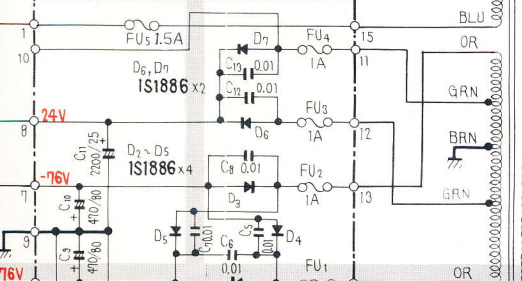 BLU
1
FU5 1.5A
15
10
D7
FU4
1A
11
OR
D6, D7
1S1886 ×2
C13 0.01
C12 0.01
GRN
24V
8
D6
FU3
1A
12
C11
2200/25
+
D2~D5
1S1886 ×4
C8 0.01
BRN
-76V
7
D3
FU2
1A
13
GRN
C10
470/80
+
D5
C7 0.01
C6
0.01
C5
0.01
D4
9
C9
470/80
+
76V
FU1
OR